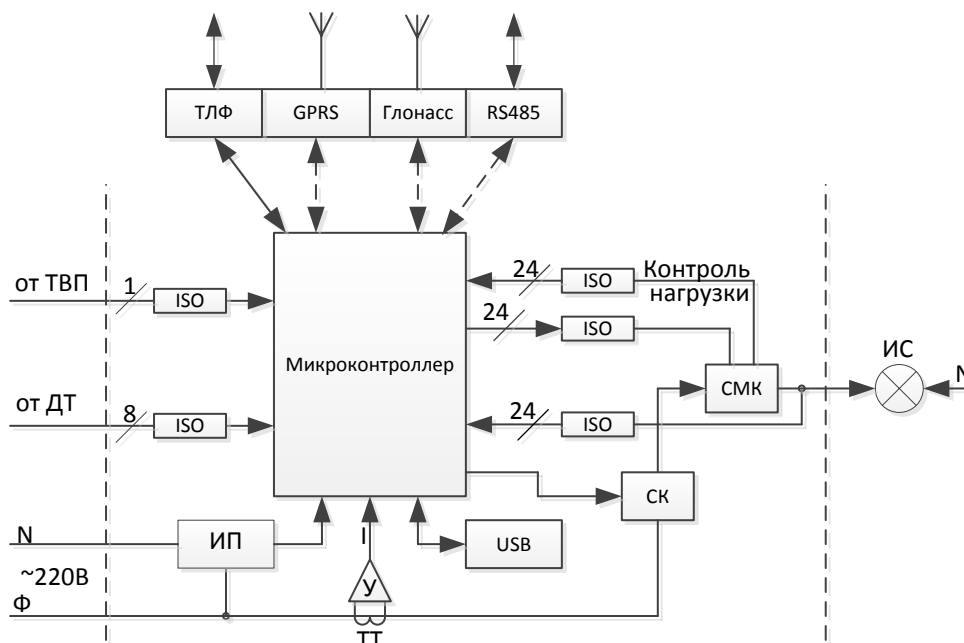 ТЛФ GPRS Глонасс RS485
от ТВП 1 ISO
24 ISO Контроль
нагрузки
24 ISO
Микроконтроллер
ИС
СМК
N
от ДТ 8 ISO
24 ISO
СК
N ИП I USB
~220В У
Ф
ТТ